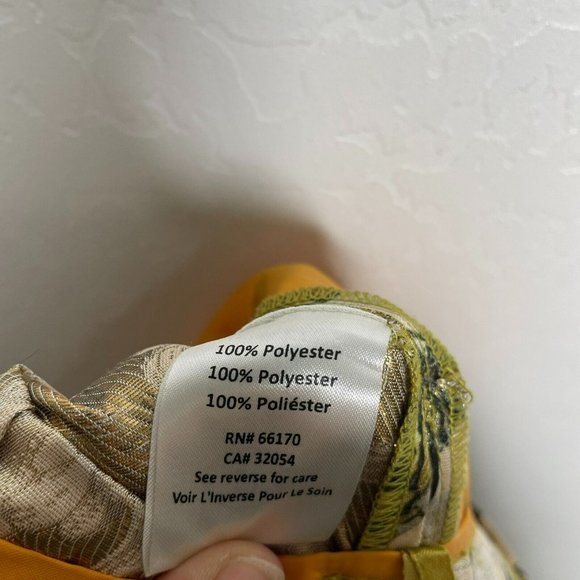 100% Polyester
100% Polyester
100% Poliéster
RN# 66170
CA# 32054
See reverse for care
Voir L'Inverse Pour Le Soin